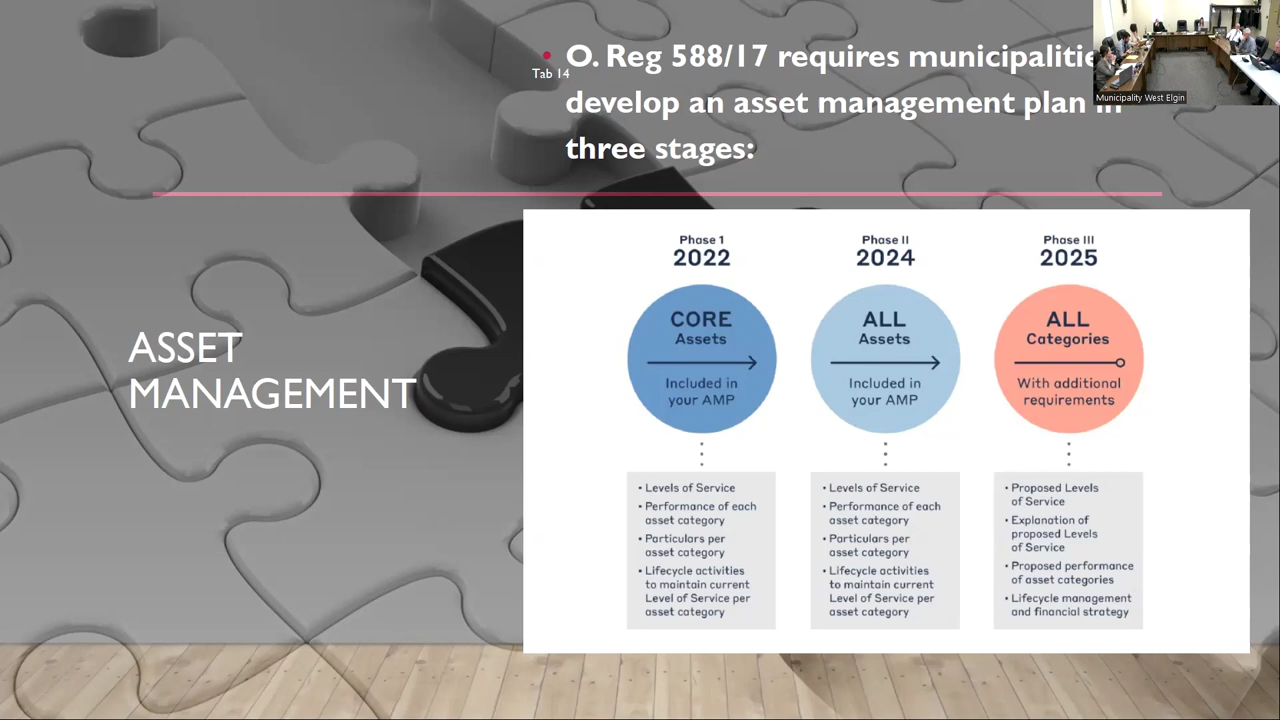 • O. Reg 588/17 requires
Tab 14
develop an asset management plan
three stages:
Municipality West Elgin
ASSET
MANAGEMENT
Phase 1
2022
CORE
Assets
Included in
your AMP
• Levels of Service
• Performance of each
asset category
• Particulars per
asset category
• Lifecycle activities
to maintain current
Level of Service per
asset category
Phase II
2024
ALL
Assets
Included in
your AMP
• Levels of Service
• Performance of each
asset category
• Particulars per
asset category
• Lifecycle activities
to maintain current
Level of Service per
asset category
Phase III
2025
ALL
Categories
With additional
requirements
• Proposed Levels
of Service
• Explanation of
proposed Levels
of Service
• Proposed performance
of asset categories
• Lifecycle management
and financial strategy